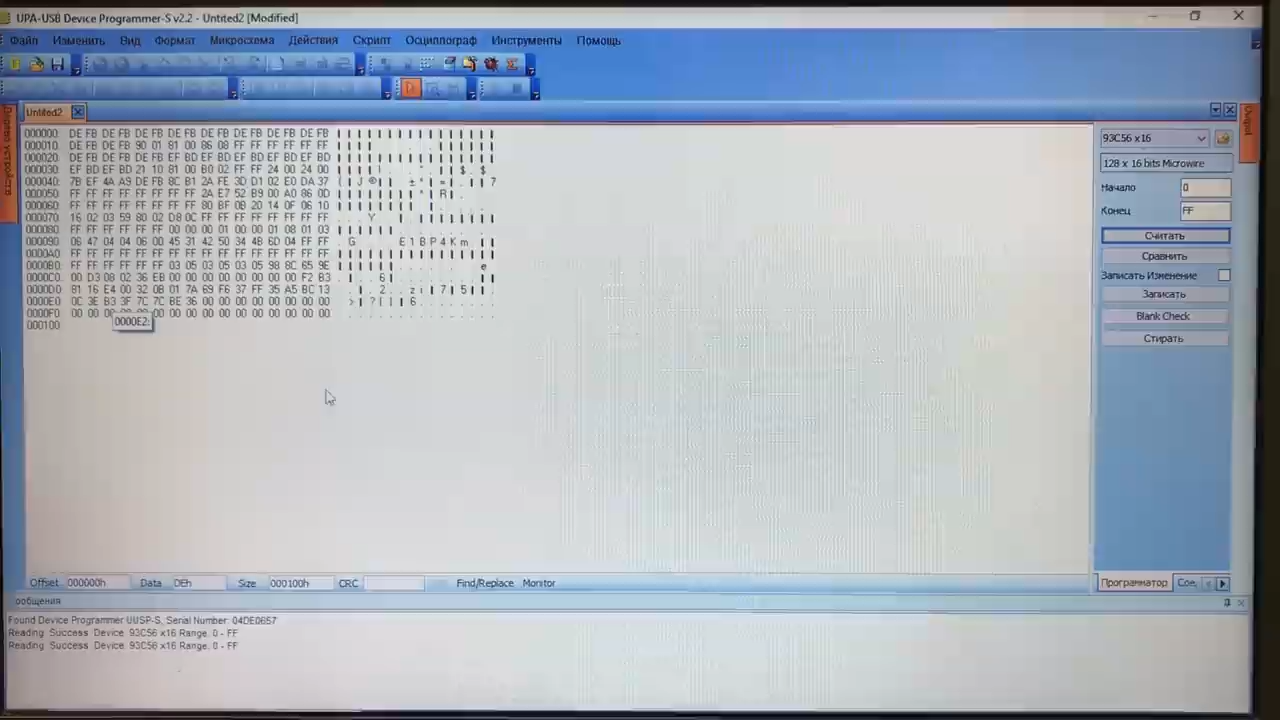 UPA-USB Device Programmer-S v2.2 - Untited2 [Modified]
Файл Изменить Вид Формат Микросхема Действия Скрипт Осциллограф Инструменты Помощь
Untited2
Output
000000: DE FB DE FB DE FB DE FB DE FB DE FB DE FB DE FB
000010: DE FB DE FB 90 01 81 00 86 08 FF FF FF FF FF FF
000020: DE FB DE FB DE FB DE FB EF BD EF BD EF BD EF BD
000030: EF BD EF BD 21 10 81 00 B0 02 FF FF 24 00 24 00
000040: 7B EF 4A A9 DE FB 8C B1 2A FE 3D D1 02 E0 DA 37
000050: FF FF FF FF FF FF FF FF 2A E7 52 B9 00 A0 86 0D
000060: FF FF FF FF FF FF FF FF FF 80 BF 0B 20 14 0F 06 10
000070: 16 02 03 59 80 02 D8 0C FF FF FF FF FF FF FF FF
000080: FF FF FF FF FF FF 00 00 00 01 00 01 08 01 03
000090: 06 47 04 04 06 00 45 31 42 50 34 4B 6D 04 FF FF
0000A0: FF FF FF FF FF FF FF FF FF FF FF FF FF FF FF FF
0000B0: FF FF FF FF FF FF 03 05 03 05 03 05 98 8C 65 9E
0000C0: 00 D3 08 02 36 EB 00 00 00 00 00 00 00 00 F2 B3
0000D0: 81 16 E4 00 32 08 01 7A 69 F6 37 FF 35 A5 BC 13
0000E0: 0C 3E B3 3F 7C 7C BE 36 00 00 00 00 00 00 00 00
0000F0: 00 00
000100:
0000E2:
93C56 x16
128 x 16 bits Microwire
Начало 0
Конец FF
Считать
Сравнить
Записать Изменение
Записать
Blank Check
Стирать
Offset 000000h Data DEh Size 000100h CRC Find/Replace Monitor
Программатор Сое,
ообщения
Found Device Programmer UUSP-S, Serial Number: 04DE0657
Reading Success Device 93C56 x16 Range: 0 - FF
Reading Success Device 93C56 x16 Range: 0 - FF